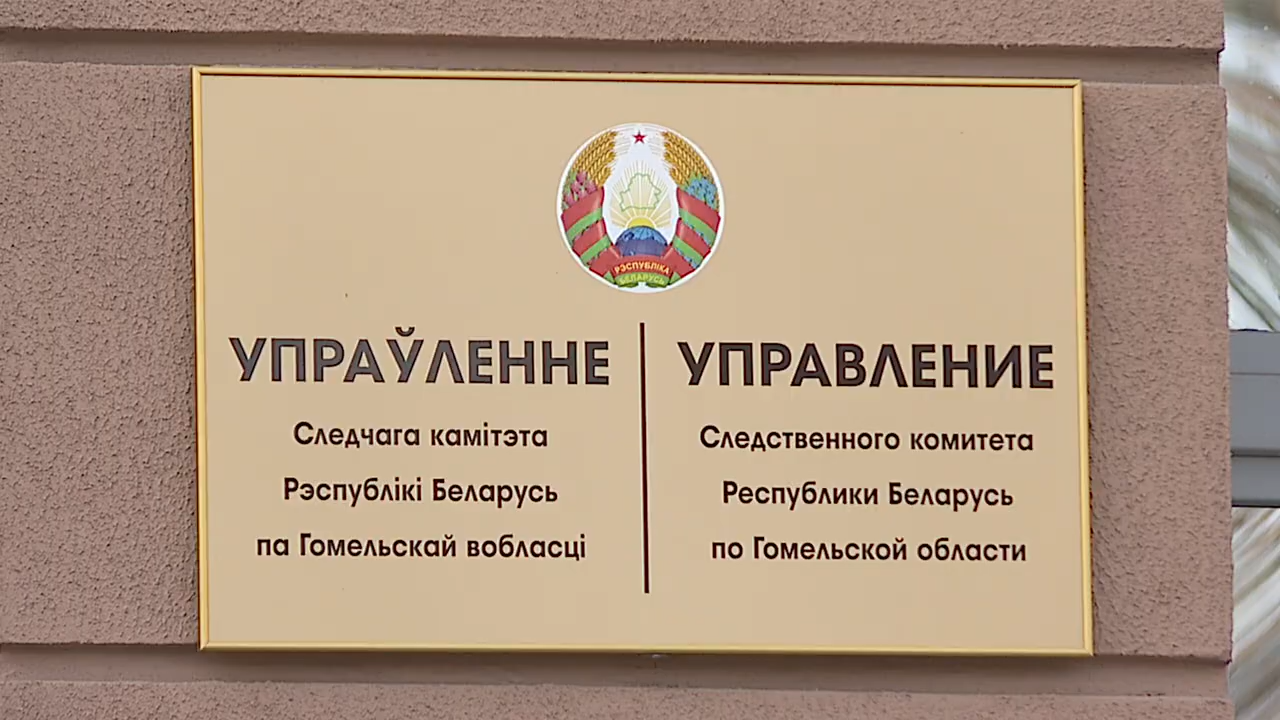 РЭСПУБЛІКА
БЕЛАРУСЬ
УПРАЎЛЕННЕ
Следчага камітэта
Рэспублікі Беларусь
па Гомельскай вобласці
УПРАВЛЕНИЕ
Следственного комитета
Республики Беларусь
по Гомельской области